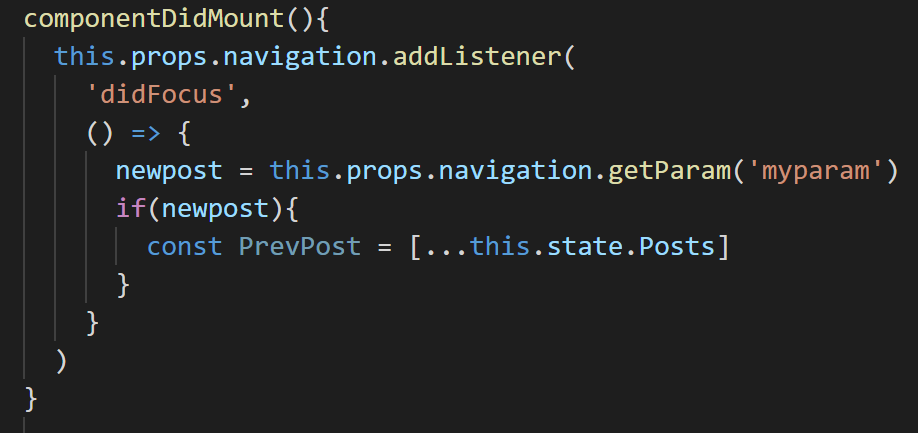 componentDidMount(){
this.props.navigation.addListener(
'didFocus',
() => {
newpost = this.props.navigation.getParam('myparam')
if(newpost){
const PrevPost = [...this.state.Posts]
}
}
)
}